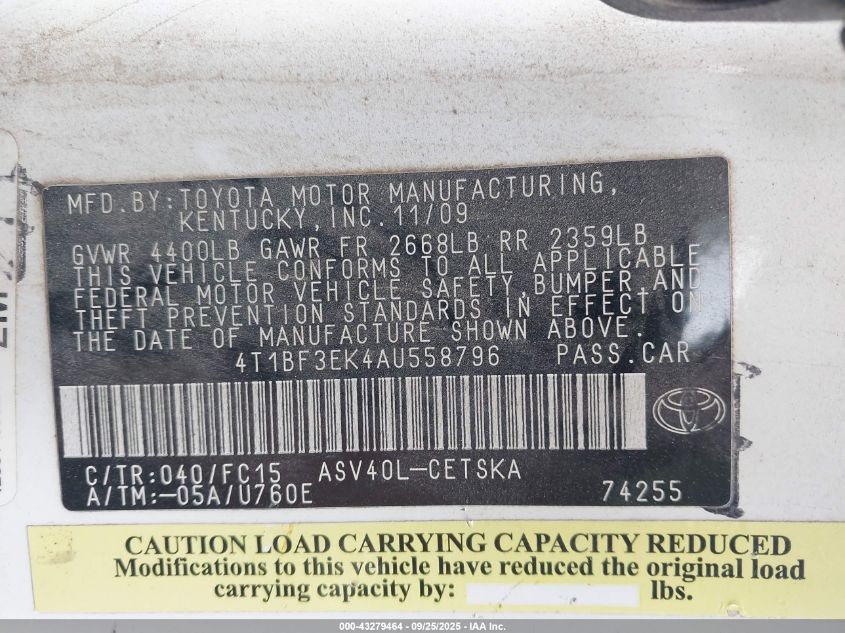 MFD.BY:TOYOTA MOTOR MANUFACTURING,
KENTUCKY,INC.11/09
GVWR 4400LB GAWR FR 2668LB RR 2359LB
THIS VEHICLE CONFORMS TO ALL APPLICABLE
FEDERAL MOTOR VEHICLE SAFETY,BUMPER,AND
THEFT PREVENTION STANDARDS IN EFFECT ON
THE DATE OF MANUFACTURE SHOWN ABOVE.
4T1BF3EK4AU558796 PASS.CAR
C/TR:040/FC15 ASV40L-CETSKA
A/TM:-05A/U760E 74255
CAUTION LOAD CARRYING CAPACITY REDUCED
Modifications to this vehicle have reduced the original load
carrying capacity by: lbs.
000-43279464 - 09/25/2025 - IAA Inc.